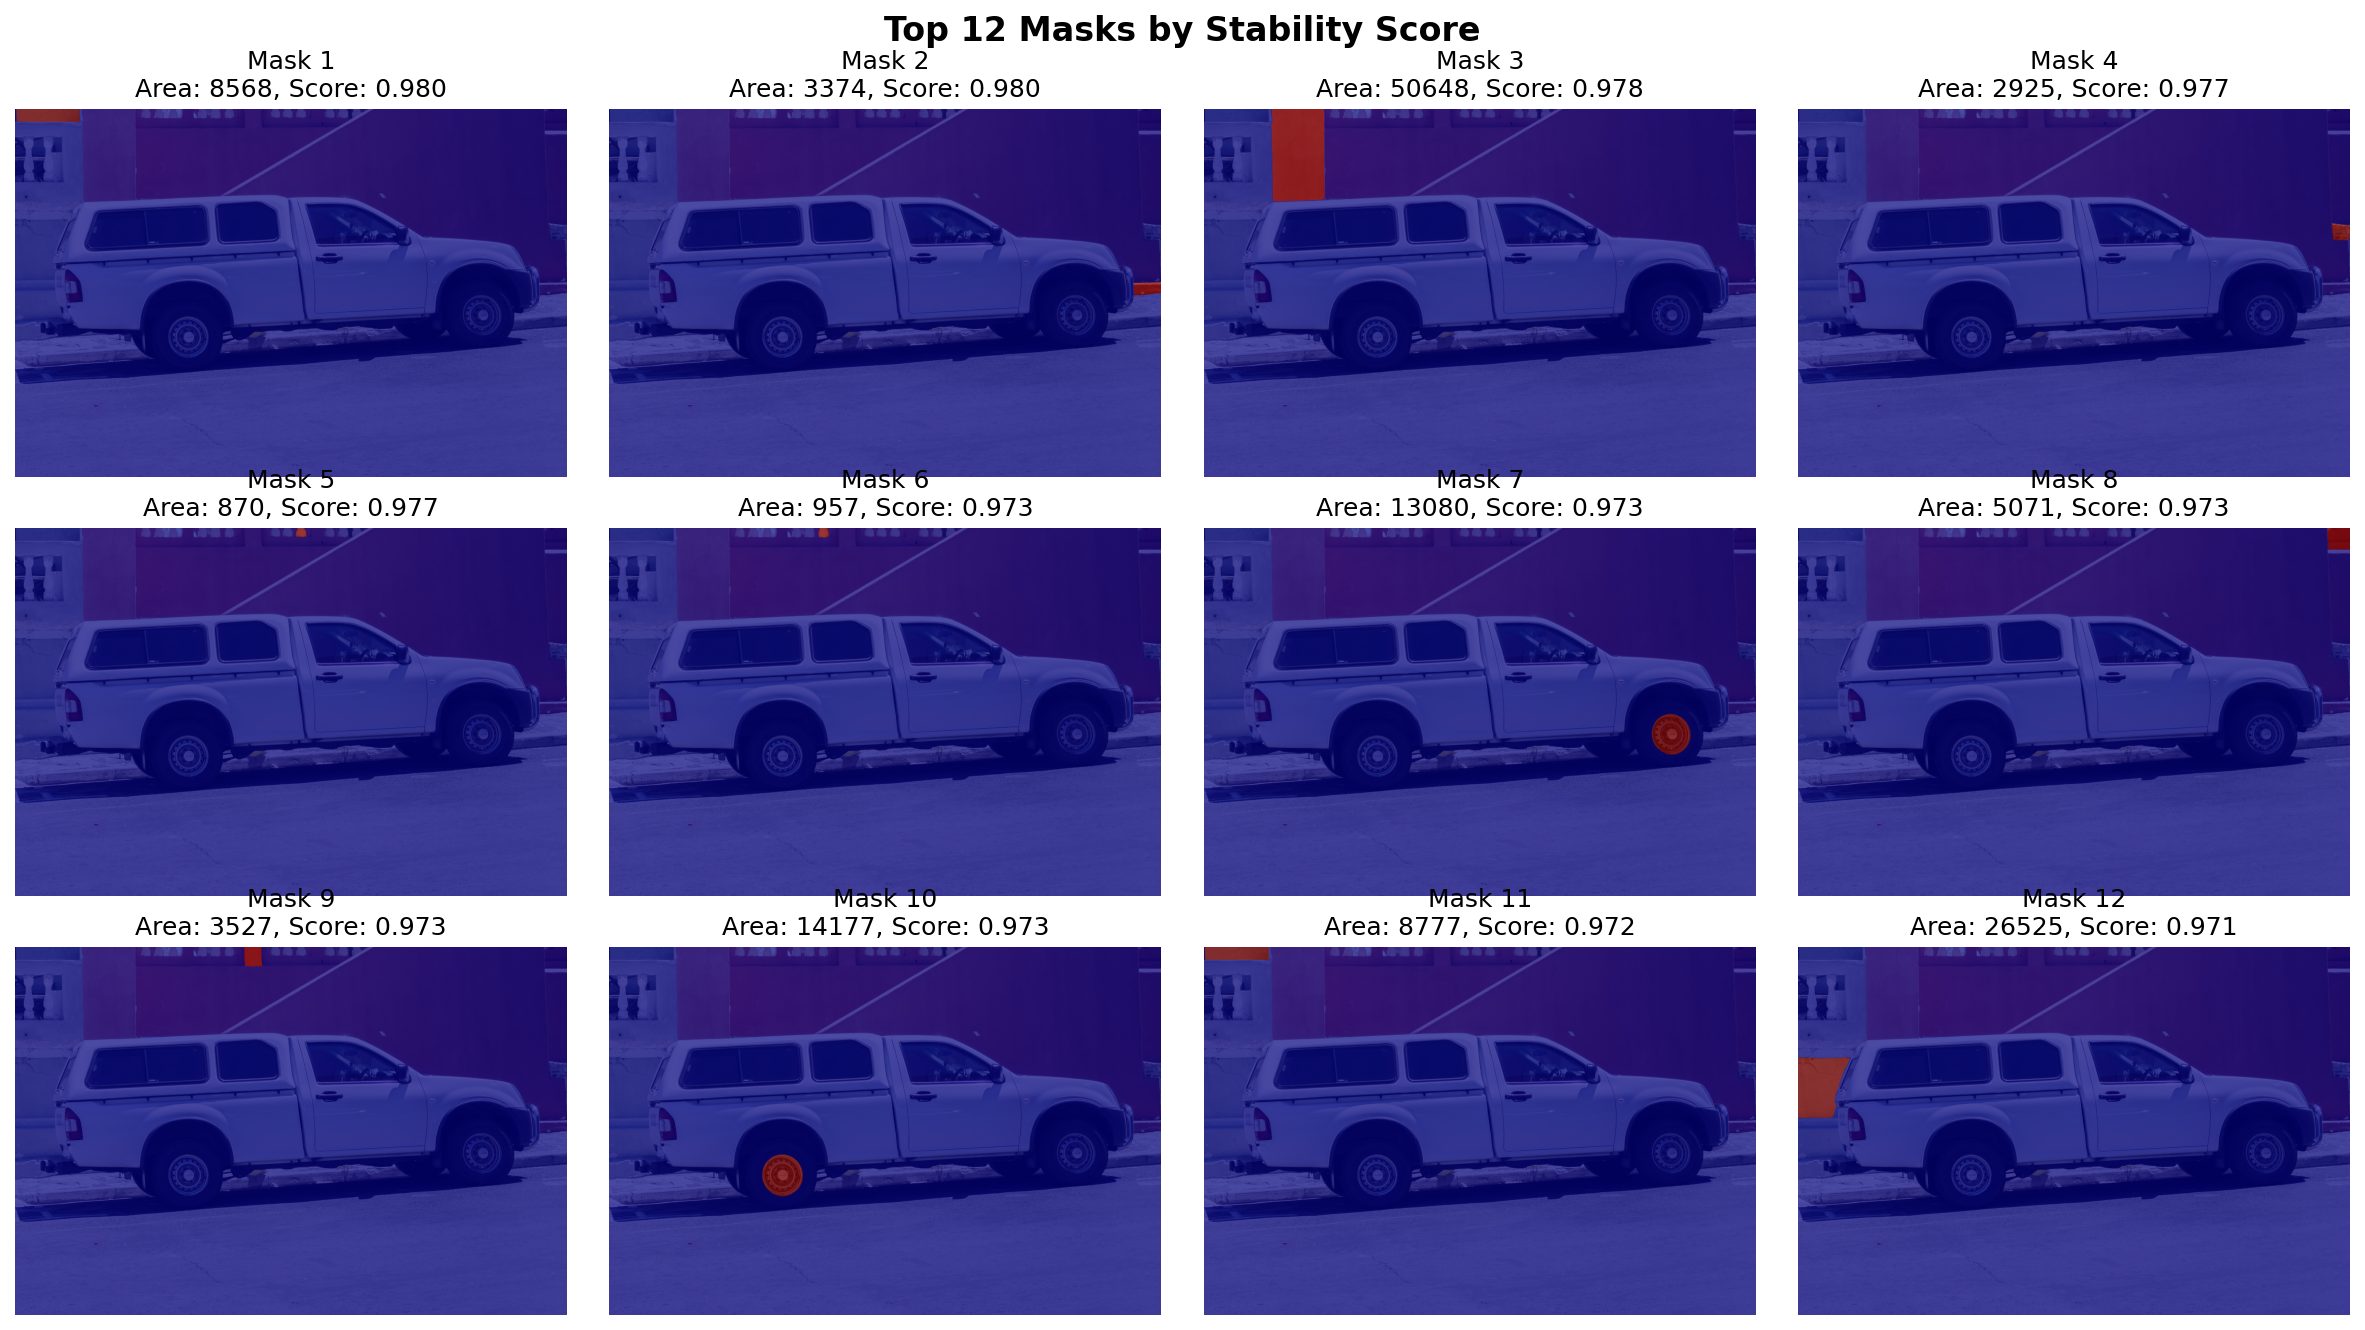 Top 12 Masks by Stability Score
Mask 1
Area: 8568, Score: 0.980
Mask 2
Area: 3374, Score: 0.980
Mask 3
Area: 50648, Score: 0.978
Mask 4
Area: 2925, Score: 0.977
Mask 5
Area: 870, Score: 0.977
Mask 6
Area: 957, Score: 0.973
Mask 7
Area: 13080, Score: 0.973
Mask 8
Area: 5071, Score: 0.973
Mask 9
Area: 3527, Score: 0.973
Mask 10
Area: 14177, Score: 0.973
Mask 11
Area: 8777, Score: 0.972
Mask 12
Area: 26525, Score: 0.971